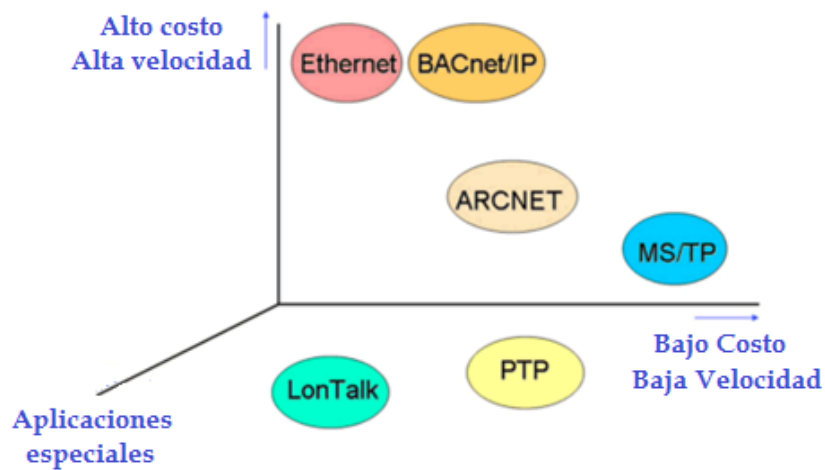 Alto costo
Alta velocidad
Ethernet
BACnet/IP
ARCNET
MS/TP
Bajo Costo
Baja Velocidad
PTP
LonTalk
Aplicaciones
especiales